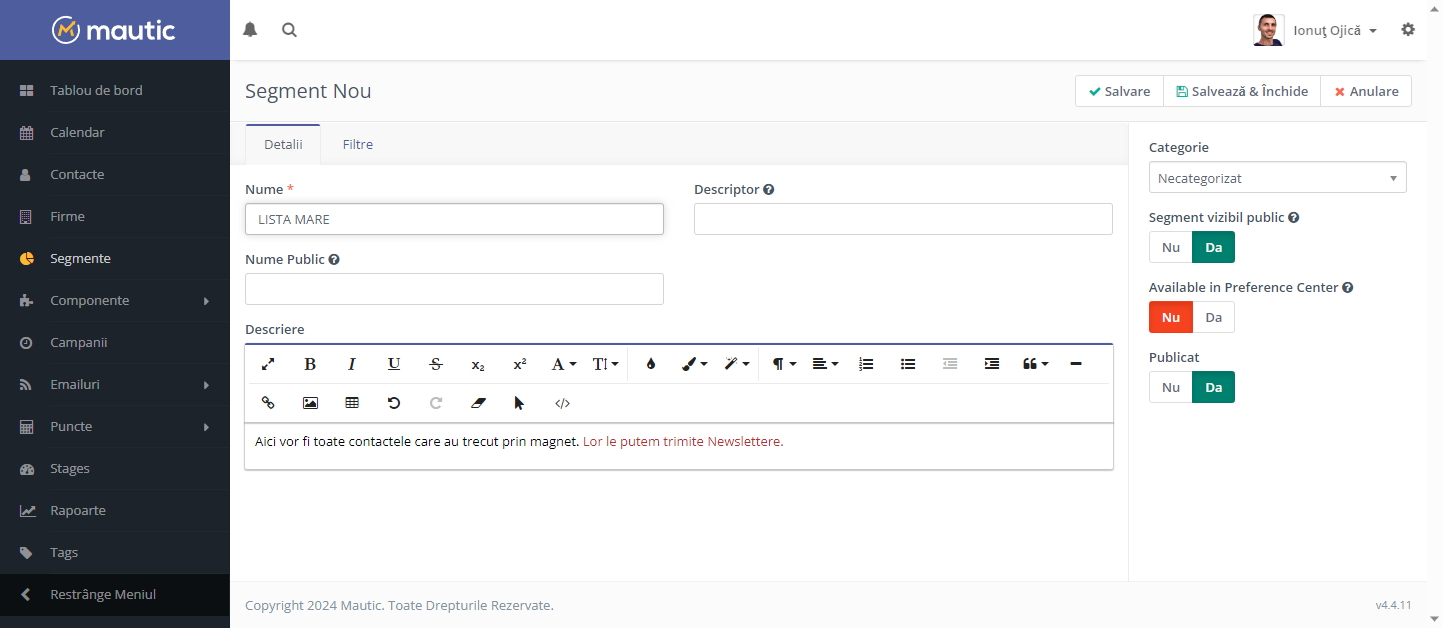 mautic
Ionuţ Ojică
Tablou de bord
Calendar
Contacte
Firme
Segmente
Componente
Campanii
Emailuri
Puncte
Stages
Rapoarte
Tags
Restrânge Meniul
Segment Nou
Salvare
Salvează & Închide
Anulare
Detalii
Filtre
Nume *
Descriptor
LISTA MARE
Nume Public
Descriere
B I U S x₂ x² A T
</>
Aici vor fi toate contactele care au trecut prin magnet. Lor le putem trimite Newslettere.
Categorie
Necategorizat
Segment vizibil public
Nu Da
Available in Preference Center
Nu Da
Publicat
Nu Da
Copyright 2024 Mautic. Toate Drepturile Rezervate.
v4.4.11